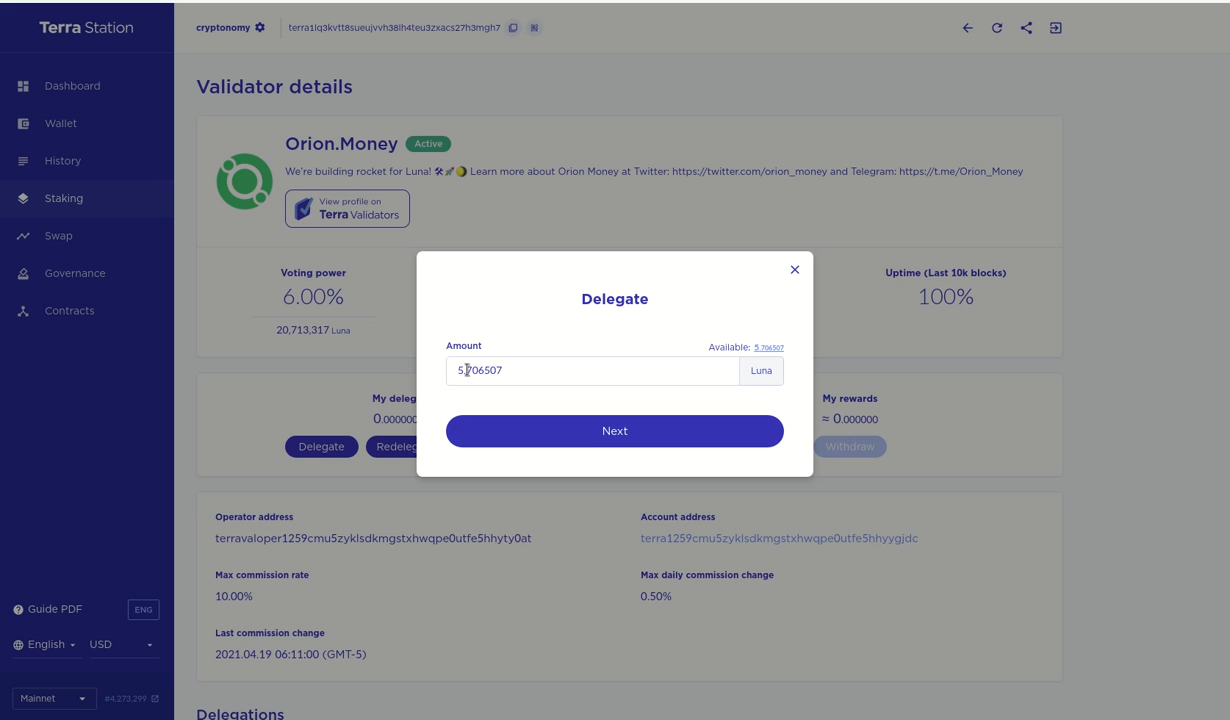 Terra Station
cryptonomy
terra1lq3kvtt8sueujvvh38lh4teu3zxacs27h3mgh7
Dashboard
Wallet
History
Staking
Swap
Governance
Contracts
Guide PDF
ENG
English
USD
Mainnet
#4,273,299
Validator details
Orion.Money
Active
We're building rocket for Luna! 🛠🚀🌖 Learn more about Orion Money at Twitter: https://twitter.com/orion_money and Telegram: https://t.me/Orion_Money
View profile on
Terra Validators
Voting power
6.00%
20,713,317 Luna
Uptime (Last 10k blocks)
100%
Delegate
Amount
Available: 5.706507
5.706507
Luna
Next
My deleg
0.00000
Delegate
Redeleg
My rewards
≈ 0.000000
Withdraw
Operator address
terravaloper1259cmu5zyklsdkmgstxhwqpe0utfe5hhyty0at
Account address
terra1259cmu5zyklsdkmgstxhwqpe0utfe5hhyygjdc
Max commission rate
10.00%
Max daily commission change
0.50%
Last commission change
2021.04.19 06:11:00 (GMT-5)
Delegations